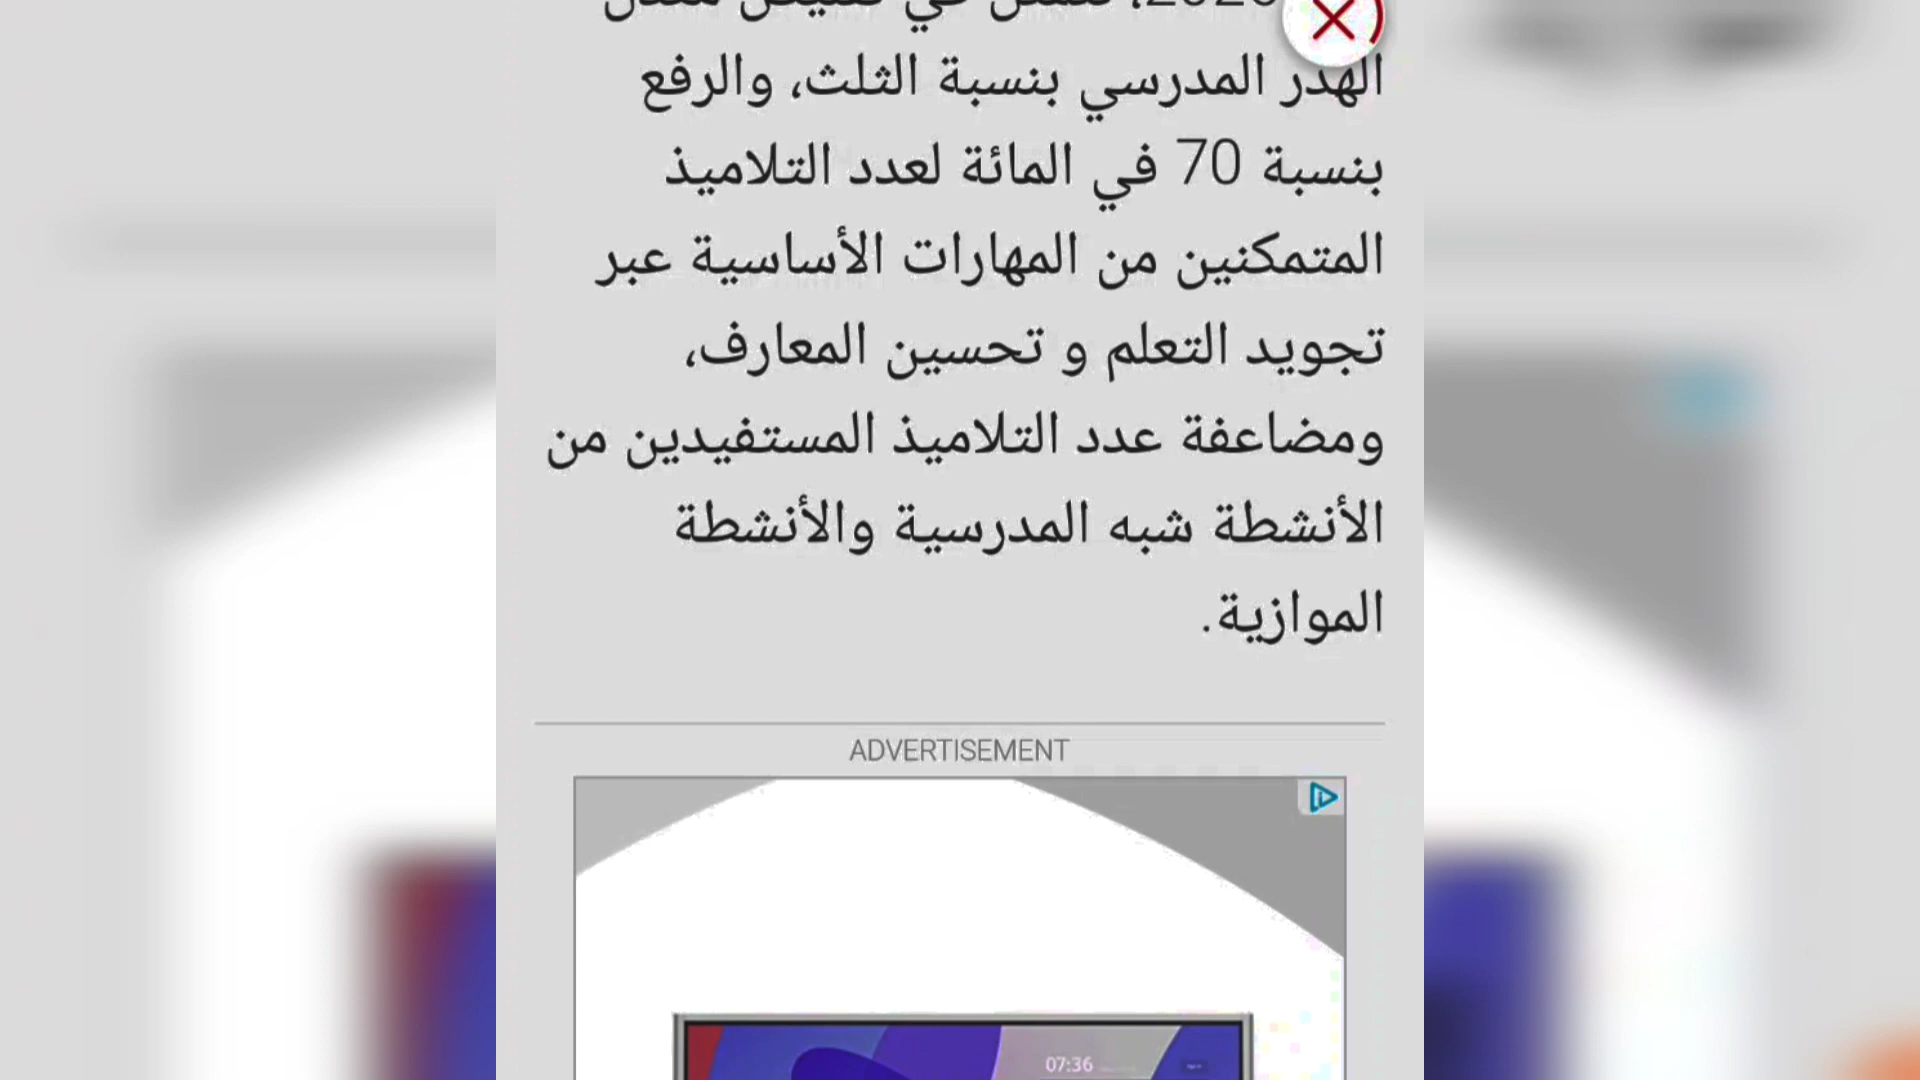 الهدر المدرسي بنسبة الثلث، والرفع
بنسبة 70 في المائة لعدد التلاميذ
المتمكنين من المهارات الأساسية عبر
تجويد التعلم و تحسين المعارف،
ومضاعفة عدد التلاميذ المستفيدين من
الأنشطة شبه المدرسية والأنشطة
الموازية.
ADVERTISEMENT
07:36